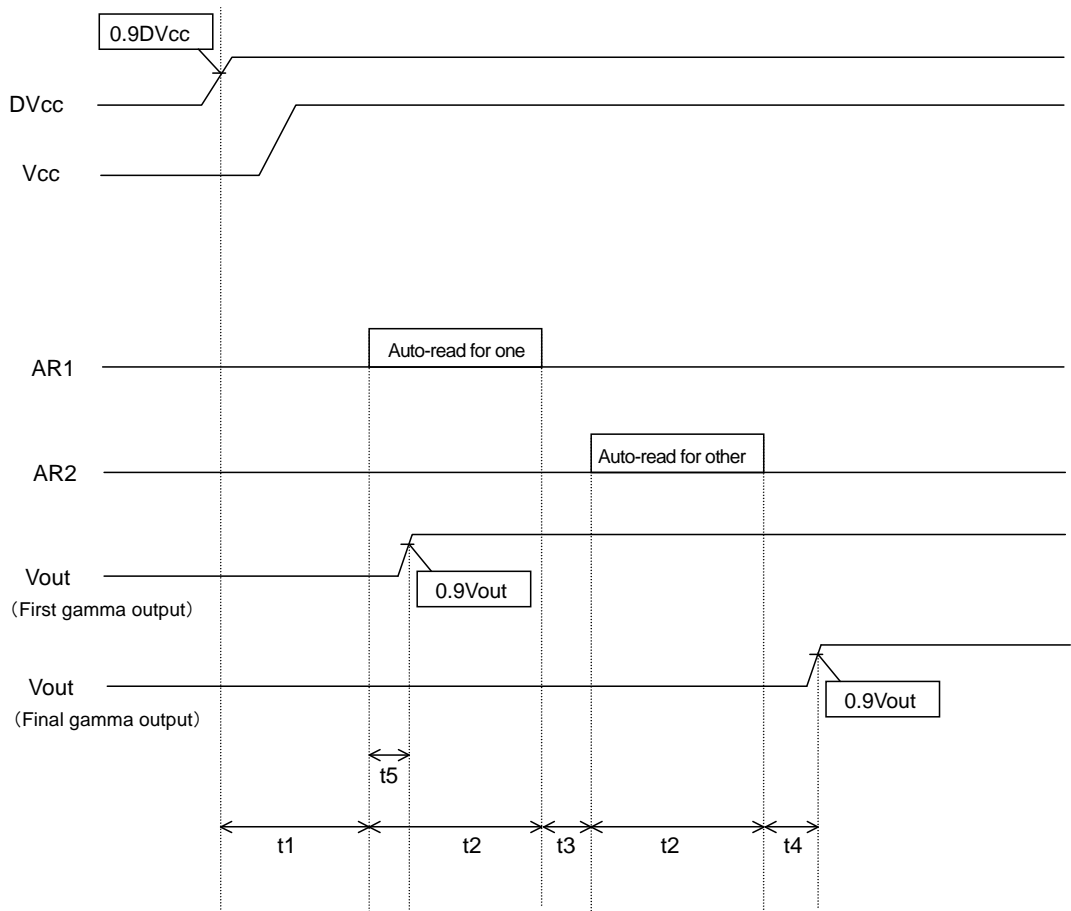 0.9DVcc
DVcc
Vcc
Auto-read for one
AR1
Auto-read for other
AR2
Vout
0.9Vout
（First gamma output）
Vout
0.9Vout
（Final gamma output）
t5
t1
t2
t3
t2
t4